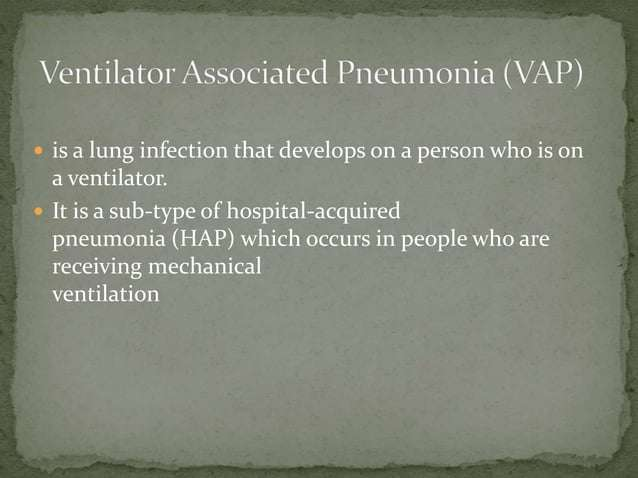 Ventilator Associated Pneumonia (VAP)
is a lung infection that develops on a person who is on
a ventilator.
It is a sub-type of hospital-acquired
pneumonia (HAP) which occurs in people who are
receiving mechanical
ventilation